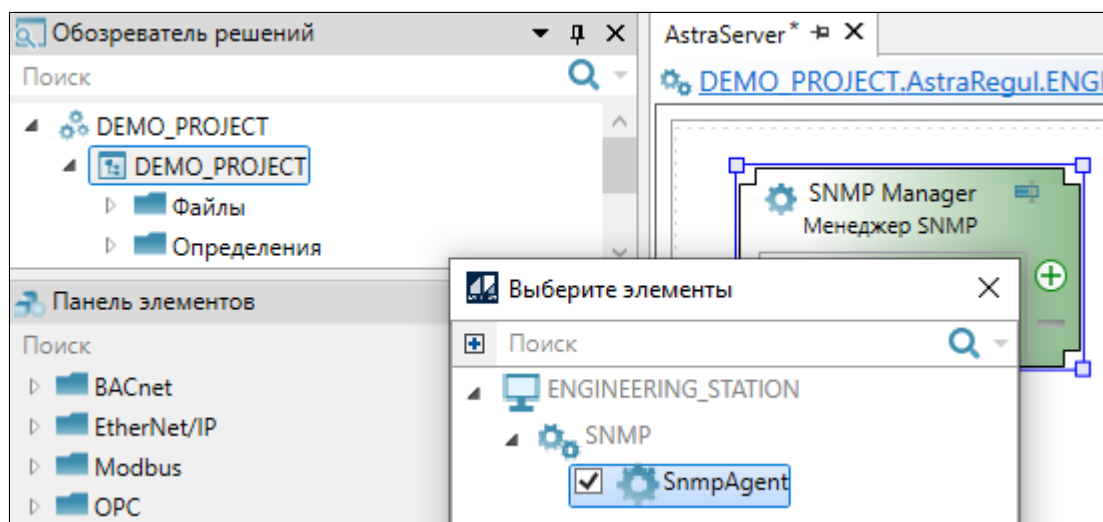 Обозреватель решений
Поиск
DEMO_PROJECT
DEMO_PROJECT
Файлы
Определения
Панель элементов
Поиск
BACnet
EtherNet/IP
Modbus
OPC
AstraServer*
DEMO_PROJECT.AstraRegul.ENGI
SNMP Manager
Менеджер SNMP
Выберите элементы
Поиск
ENGINEERING_STATION
SNMP
SnmpAgent